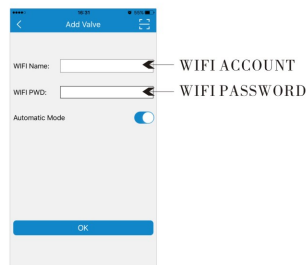 16:31
Add Valve
WIFI Name:
WIFI ACCOUNT
WIFI PWD:
WIFI PASSWORD
Automatic Mode
OK